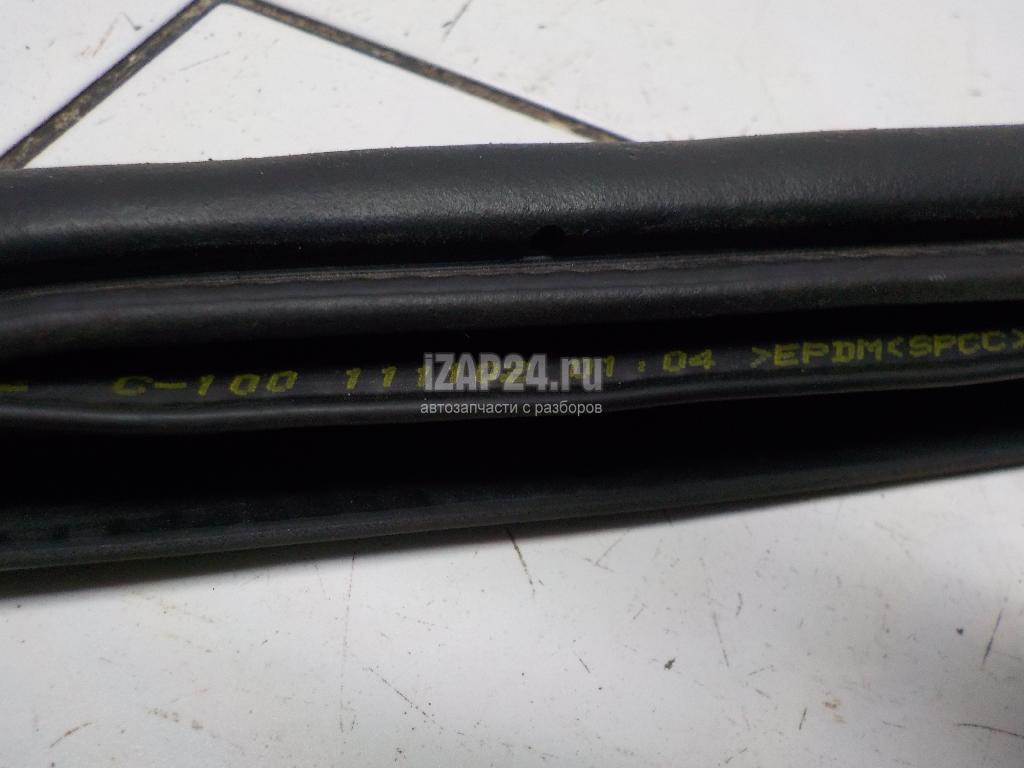 C-100 :04 >EPDM<SPCC>
iZAP24.ru
автозапчасти с разборов